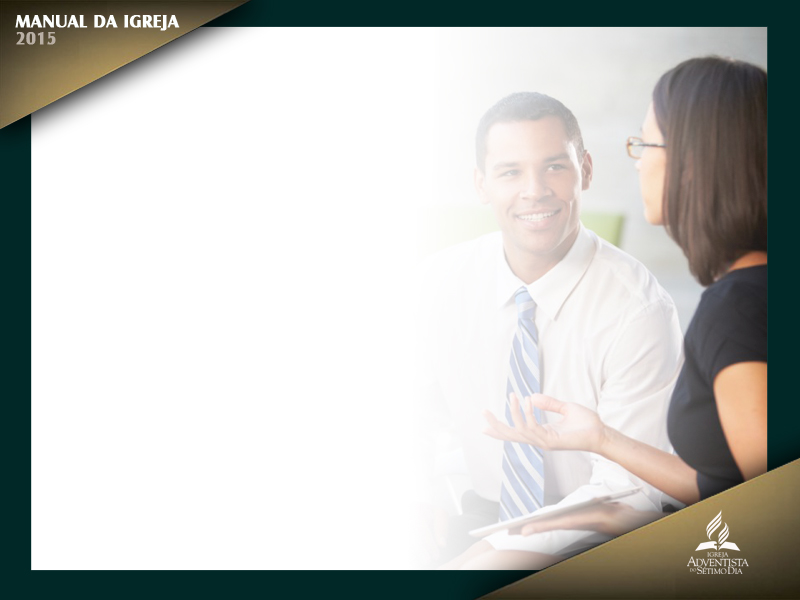 MANUAL DA IGREJA
2015
IGREJA
ADVENTISTA
DO SÉTIMO DIA